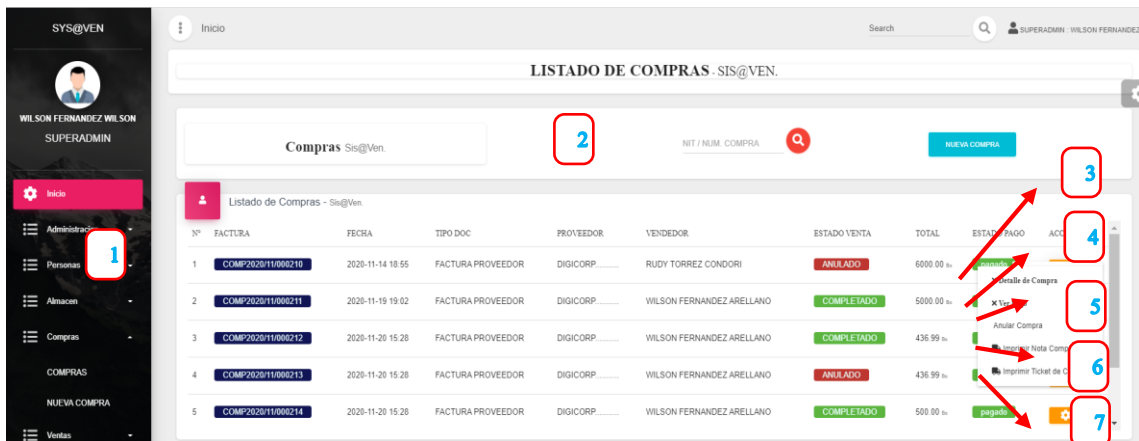 SYS@VEN
WILSON FERNANDEZ WILSON
SUPERADMIN
Inicio
Administracion
Personas
Almacen
Compras
COMPRAS
NUEVA COMPRA
Ventas
1
Inicio
Search
SUPERADMIN : WILSON FERNANDEZ
LISTADO DE COMPRAS - SIS@VEN.
Compras Sis@Ven.
2
NIT / NUM. COMPRA
NUEVA COMPRA
3
Listado de Compras - Sis@Ven.
N° FACTURA FECHA TIPO DOC PROVEEDOR VENDEDOR ESTADO VENTA TOTAL ESTADO PAGO
4
1 COMP2020/11/000210 2020-11-14 18:55 FACTURA PROVEEDOR DIGICORP............ RUDY TORREZ CONDORI ANULADO 6000.00 Bs pagado
2 COMP2020/11/000211 2020-11-19 19:02 FACTURA PROVEEDOR DIGICORP............ WILSON FERNANDEZ ARELLANO COMPLETADO 5000.00 Bs
3 COMP2020/11/000212 2020-11-20 15:28 FACTURA PROVEEDOR DIGICORP............ WILSON FERNANDEZ ARELLANO COMPLETADO 436.99 Bs
4 COMP2020/11/000213 2020-11-20 15:28 FACTURA PROVEEDOR DIGICORP............ WILSON FERNANDEZ ARELLANO ANULADO 436.99 Bs
5 COMP2020/11/000214 2020-11-20 15:28 FACTURA PROVEEDOR DIGICORP............ WILSON FERNANDEZ ARELLANO COMPLETADO 500.00 Bs pagado
Detalle de Compra
Ver
5
Anular Compra
Imprimir Nota Comp
6
Imprimir Ticket de C
7